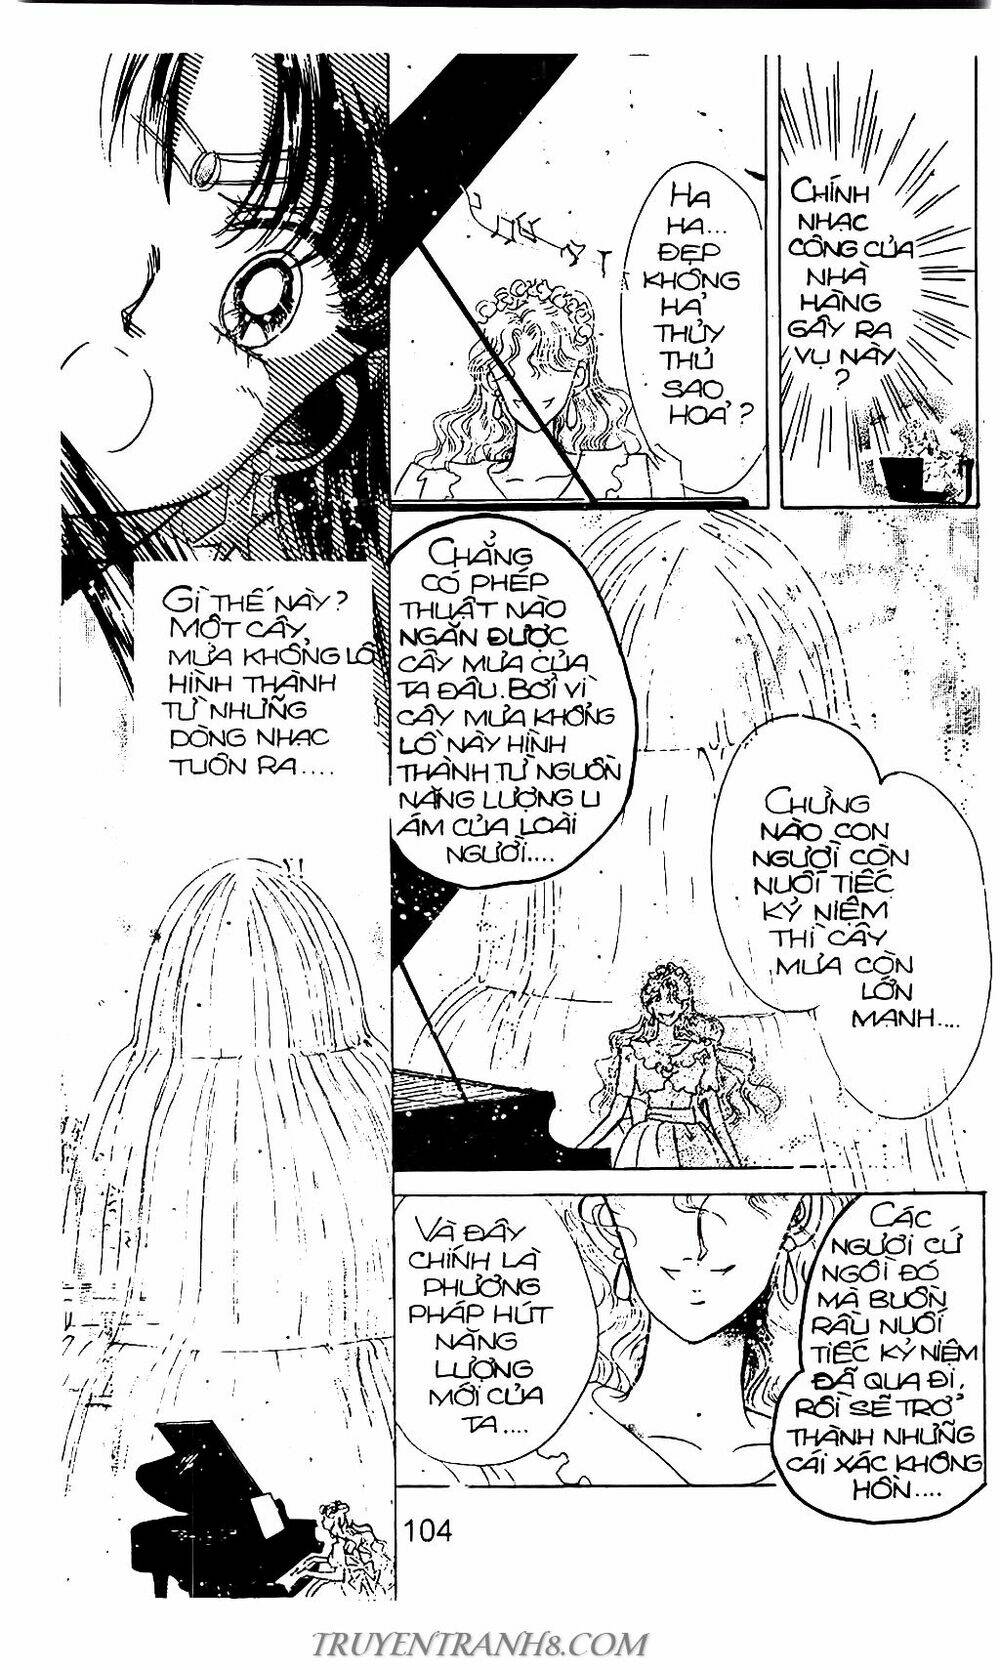 CHÍNH
NHẠC
CÔNG CỦA
NHÀ
HÀNG
GÂY RA
VỤ NÀY
?
HA
HA...
ĐẸP
KHÔNG
HẢ
THỦY
THỦ
SAO
HOẢ?
GÌ THẾ NÀY?
MỘT CÂY
MƯA KHỔNG LỒ
HÌNH THÀNH
TỪ NHỮNG
DÒNG NHẠC
TUÔN RA....
CHẲNG
CÓ PHÉP
THUẬT NÀO
NGĂN ĐƯỢC
CÂY MƯA CỦA
TA ĐÂU. BỞI VÌ
CÂY MƯA KHỔNG
LỒ NÀY HÌNH
THÀNH TỪ NGUỒN
NĂNG LƯỢNG U
ÁM CỦA LOÀI
NGƯỜI....
CHỪNG
NÀO CON
NGƯỜI CÒN
NUỐI TIẾC
KỶ NIỆM
THÌ CÂY
MƯA CÒN
LỚN
MẠNH....
VÀ ĐÂY
CHÍNH LÀ
PHƯƠNG
PHÁP HÚT
NĂNG
LƯỢNG
MỚI CỦA
TA....
CÁC
NGƯƠI CỨ
NGỒI ĐÓ
MÀ BUỒN
RẦU NUỐI
TIẾC KỶ NIỆM
ĐÃ QUA ĐI,
RỒI SẼ TRỞ
THÀNH NHỮNG
CÁI XÁC KHÔNG
HỒN....
104
TRUYENTRANH8.COM